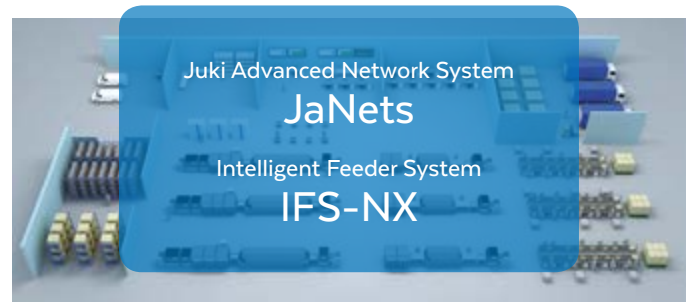 Juki Advanced Network System
JaNets
Intelligent Feeder System
IFS-NX